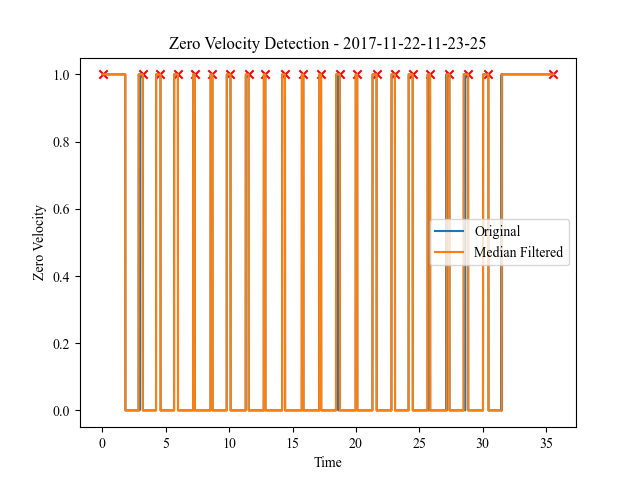 Zero Velocity Detection - 2017-11-22-11-23-25
1.0
0.8
0.6
0.4
0.2
0.0
Zero Velocity
Original
Median Filtered
0 5 10 15 20 25 30 35
Time